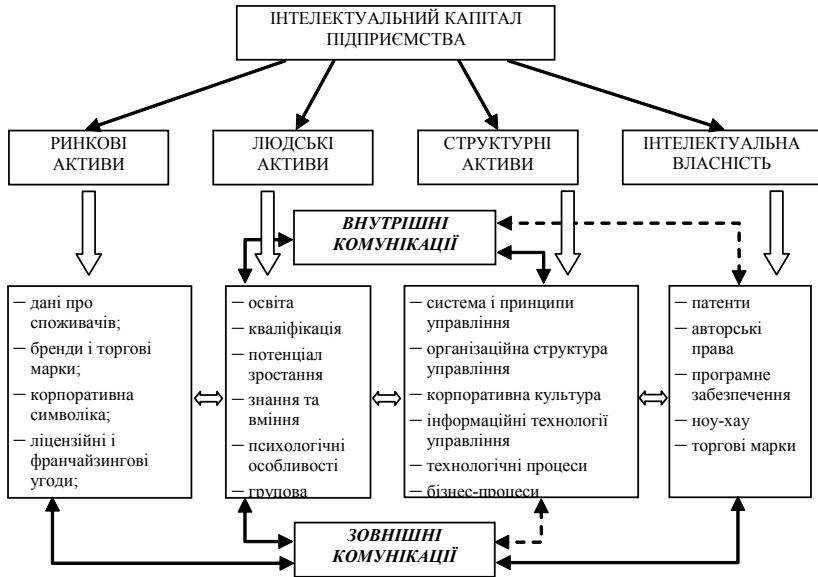 ІНТЕЛЕКТУАЛЬНИЙ КАПІТАЛ
ПІДПРИЄМСТВА
РИНКОВІ
АКТИВИ
ЛЮДСЬКІ
АКТИВИ
СТРУКТУРНІ
АКТИВИ
ІНТЕЛЕКТУАЛЬНА
ВЛАСНІСТЬ
ВНУТРІШНІ
КОМУНІКАЦІЇ
– дані про
споживачів;
– бренди і торгові
марки;
– корпоративна
символіка;
– ліцензійні і
франчайзингові
угоди;
– освіта
– кваліфікація
– потенціал
зростання
– знання та
вміння
– психологічні
особливості
– групова
– система і принципи
управління
– організаційна структура
управління
– корпоративна культура
– інформаційні технології
управління
– технологічні процеси
– бізнес-процеси
– патенти
– авторські
права
– програмне
забезпечення
– ноу-хау
– торгові марки
ЗОВНІШНІ
КОМУНІКАЦІЇ